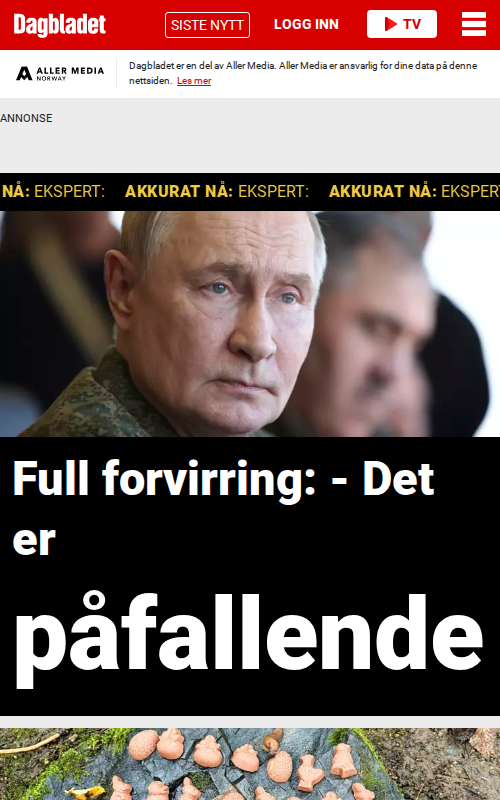 Dagbladet SISTE NYTT LOGG INN TV
ALLER MEDIA NORWAY
Dagbladet er en del av Aller Media. Aller Media er ansvarlig for dine data på denne
nettsiden. Les mer
ANNONSE
NÅ: EKSPERT: AKKURAT NÅ: EKSPERT: AKKURAT NÅ: EKSPERT
Full forvirring: - Det
er
påfallende